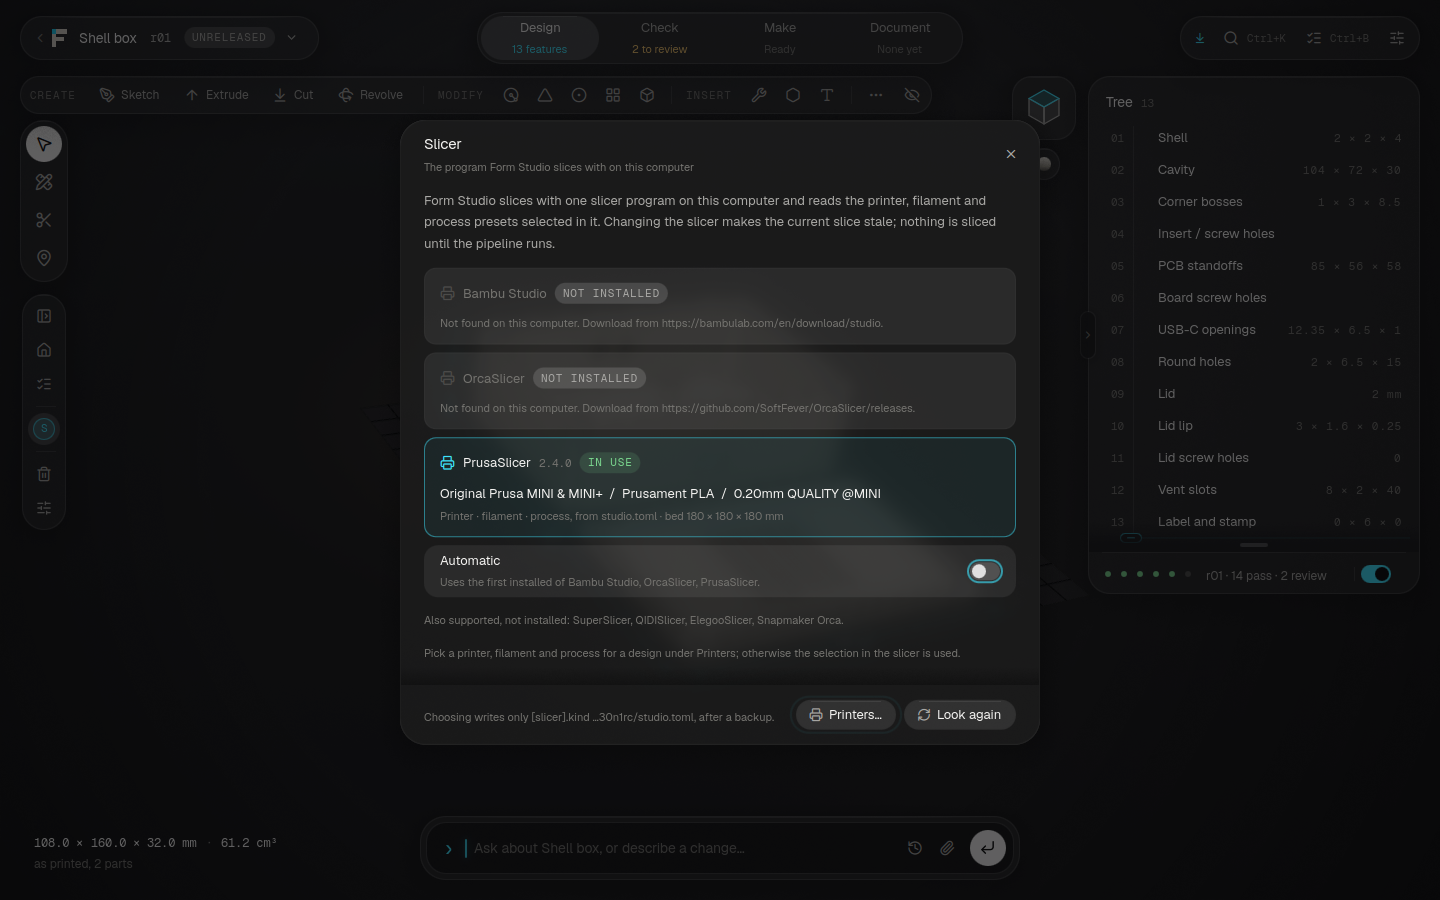 Shell box r01 UNRELEASED
Design
13 features
Check
2 to review
Make
Ready
Document
None yet
Ctrl+K
Ctrl+B
CREATE Sketch Extrude Cut Revolve MODIFY INSERT
Tree 13
01 Shell 2 × 2 × 4
02 Cavity 104 × 72 × 30
03 Corner bosses 1 × 3 × 8.5
04 Insert / screw holes
05 PCB standoffs 85 × 56 × 58
06 Board screw holes
07 USB-C openings 12.35 × 6.5 × 1
08 Round holes 2 × 6.5 × 15
09 Lid 2 mm
10 Lid lip 3 × 1.6 × 0.25
11 Lid screw holes 0
12 Vent slots 8 × 2 × 40
13 Label and stamp 0 × 6 × 0
r01 · 14 pass · 2 review
S
Slicer
The program Form Studio slices with on this computer
Form Studio slices with one slicer program on this computer and reads the printer, filament and
process presets selected in it. Changing the slicer makes the current slice stale; nothing is sliced
until the pipeline runs.
Bambu Studio NOT INSTALLED
Not found on this computer. Download from https://bambulab.com/en/download/studio.
OrcaSlicer NOT INSTALLED
Not found on this computer. Download from https://github.com/SoftFever/OrcaSlicer/releases.
PrusaSlicer 2.4.0 IN USE
Original Prusa MINI & MINI+ / Prusament PLA / 0.20mm QUALITY @MINI
Printer · filament · process, from studio.toml · bed 180 × 180 × 180 mm
Automatic
Uses the first installed of Bambu Studio, OrcaSlicer, PrusaSlicer.
Also supported, not installed: SuperSlicer, QIDISlicer, ElegooSlicer, Snapmaker Orca.
Pick a printer, filament and process for a design under Printers; otherwise the selection in the slicer is used.
Choosing writes only [slicer].kind …30n1rc/studio.toml, after a backup.
Printers…
Look again
108.0 × 160.0 × 32.0 mm · 61.2 cm³
as printed, 2 parts
Ask about Shell box, or describe a change…